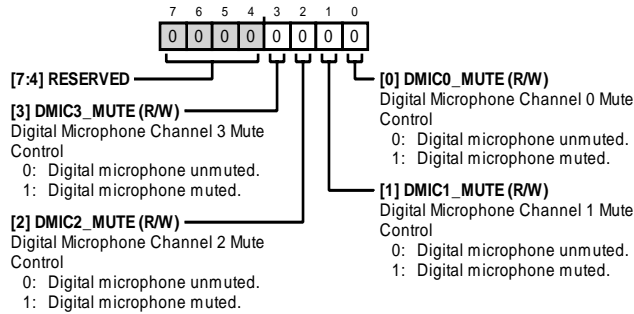 7 6 5 4 3 2 1 0
0 0 0 0 0 0 0 0
[7:4] RESERVED
[3] DMIC3_MUTE (R/W)
Digital Microphone Channel 3 Mute
Control
0: Digital microphone unmuted.
1: Digital microphone muted.
[2] DMIC2_MUTE (R/W)
Digital Microphone Channel 2 Mute
Control
0: Digital microphone unmuted.
1: Digital microphone muted.
[0] DMIC0_MUTE (R/W)
Digital Microphone Channel 0 Mute
Control
0: Digital microphone unmuted.
1: Digital microphone muted.
[1] DMIC1_MUTE (R/W)
Digital Microphone Channel 1 Mute
Control
0: Digital microphone unmuted.
1: Digital microphone muted.